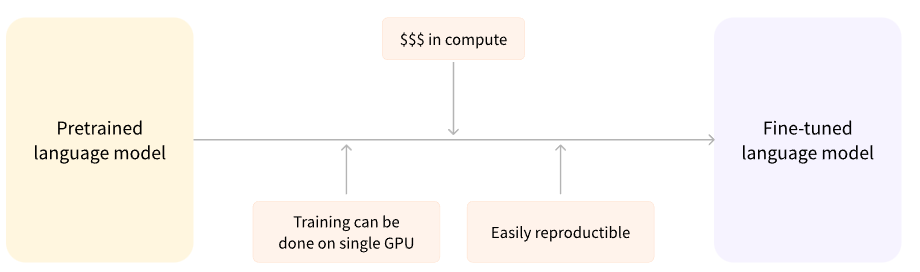 $$$ in compute
Pretrained
language model
Fine-tuned
language model
Training can be
done on single GPU
Easily reproductible